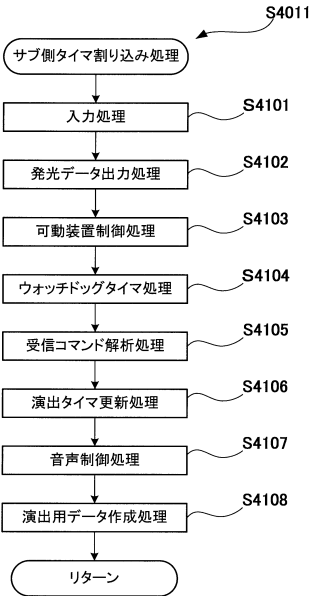 S4011
サブ側タイマ割り込み処理
入力処理
S4101
発光データ出力処理
S4102
可動装置制御処理
S4103
ウォッチドッグタイマ処理
S4104
受信コマンド解析処理
S4105
演出タイマ更新処理
S4106
音声制御処理
S4107
演出用データ作成処理
S4108
リターン